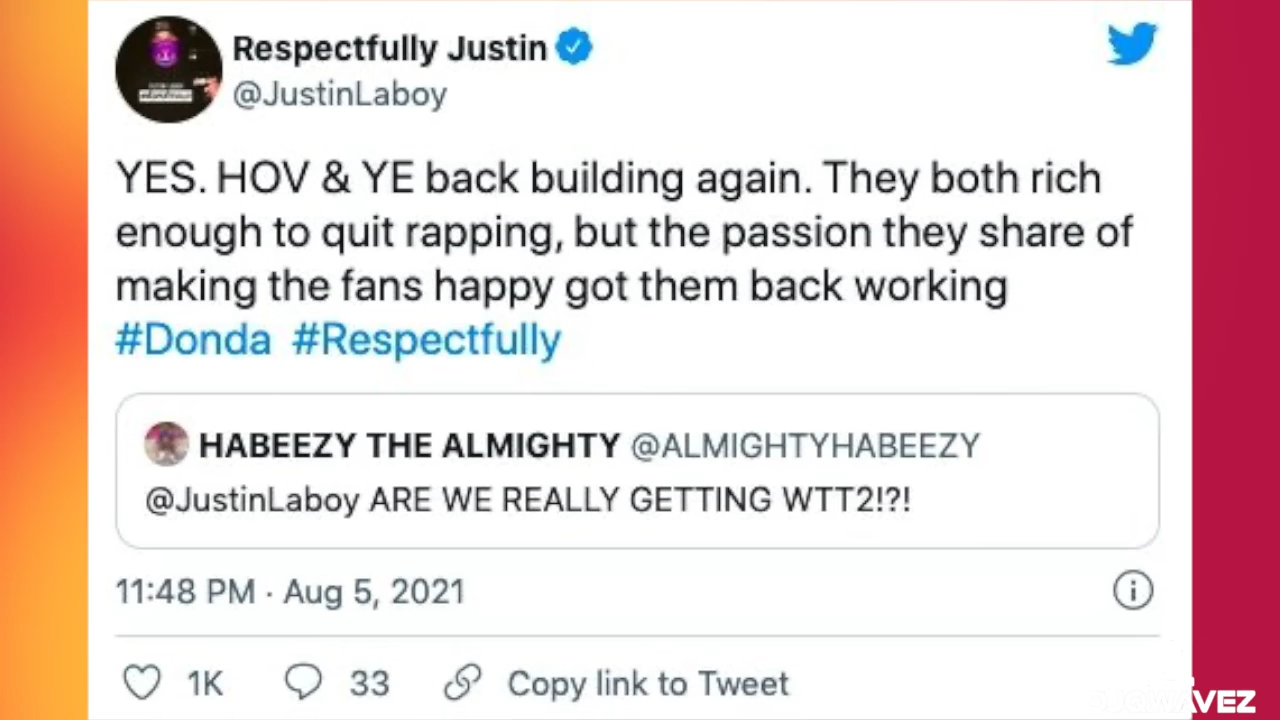 Respectfully Justin
@JustinLaboy
YES. HOV & YE back building again. They both rich
enough to quit rapping, but the passion they share of
making the fans happy got them back working
#Donda #Respectfully
HABEEZY THE ALMIGHTY @ALMIGHTYHABEEZY
@JustinLaboy ARE WE REALLY GETTING WTT2!?!
11:48 PM · Aug 5, 2021
1K 33 Copy link to Tweet